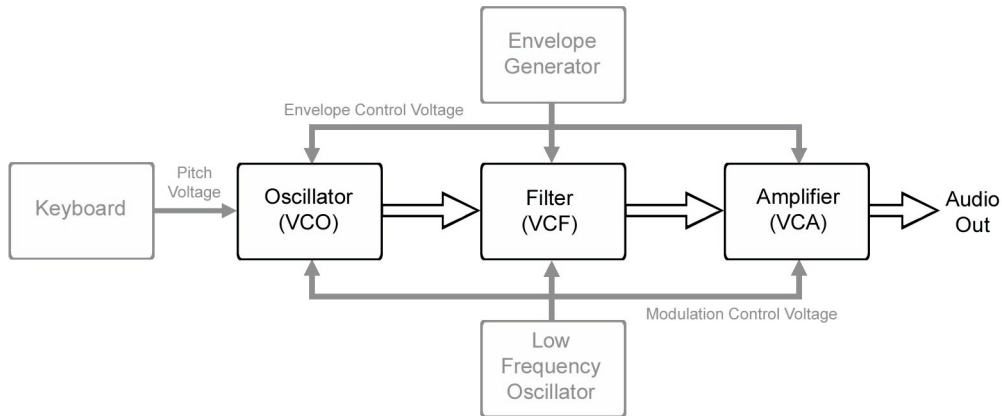 Envelope
Generator
Envelope Control Voltage
Pitch
Voltage
Keyboard
Oscillator
(VCO)
Filter
(VCF)
Amplifier
(VCA)
Audio
Out
Modulation Control Voltage
Low
Frequency
Oscillator